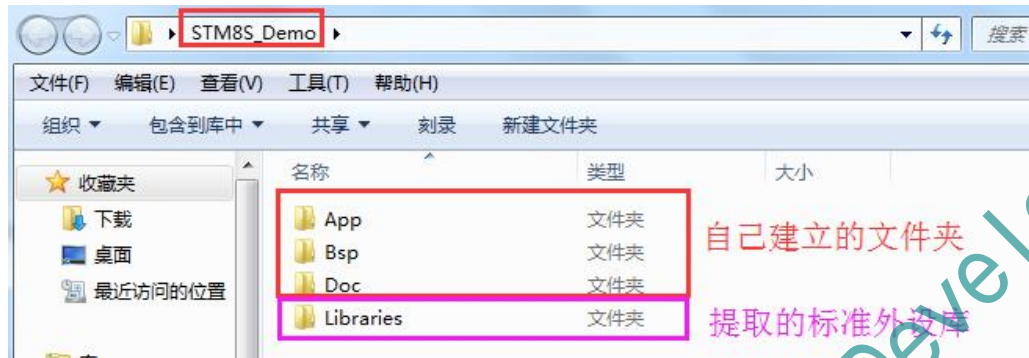 STM8S_Demo
搜索
文件(F) 编辑(E) 查看(V) 工具(T) 帮助(H)
组织 包含到库中 共享 刻录 新建文件夹
收藏夹
下载
桌面
最近访问的位置
名称 类型 大小
App 文件夹
Bsp 文件夹
Doc 文件夹
Libraries 文件夹
自己建立的文件夹
提取的标准外设库